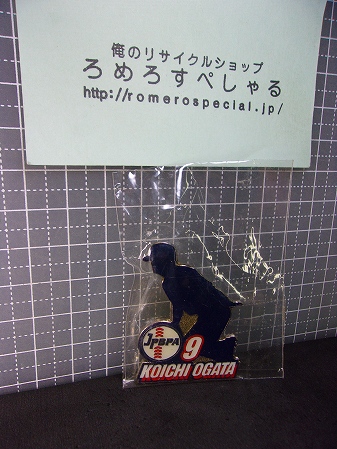 俺のリサイクルショップ
ろめろすぺしゃる
http://romerospecial.jp/
JPBPA
9
KOICHI OGATA